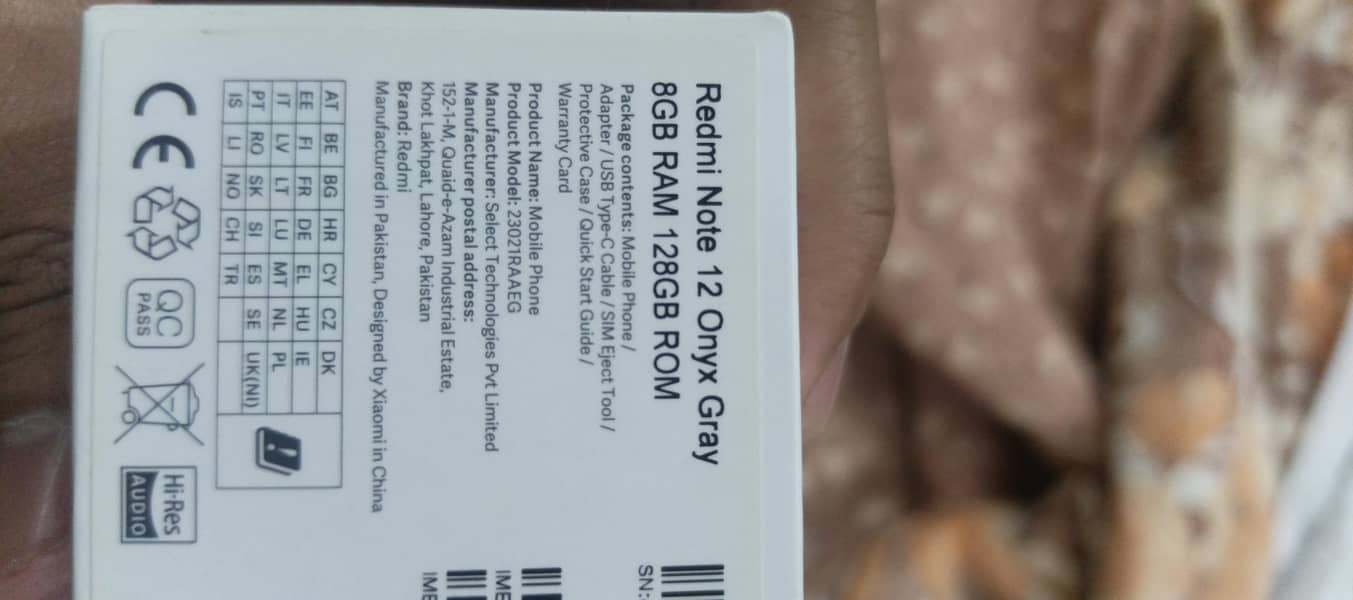 Redmi Note 12 Onyx Gray
8GB RAM 128GB ROM
Package contents: Mobile Phone /
Adapter / USB Type-C Cable / SIM Eject Tool /
Protective Case / Quick Start Guide /
Warranty Card
Product Name: Mobile Phone
Product Model: 23021RAAEG
Manufacturer: Select Technologies Pvt Limited
Manufacturer postal address:
152-1-M, Quaid-e-Azam Industrial Estate,
Khot Lakhpat, Lahore, Pakistan
Brand: Redmi
Manufactured in Pakistan, Designed by Xiaomi in China
AT BE BG HR CY CZ DK
EE FI FR DE EL HU IE
IT LV LT LU MT NL PL
PT RO SK SI ES SE UK(NI)
IS LI NO CH TR
CE
QC
PASS
Hi-Res
AUDIO
SN:
IME
IME